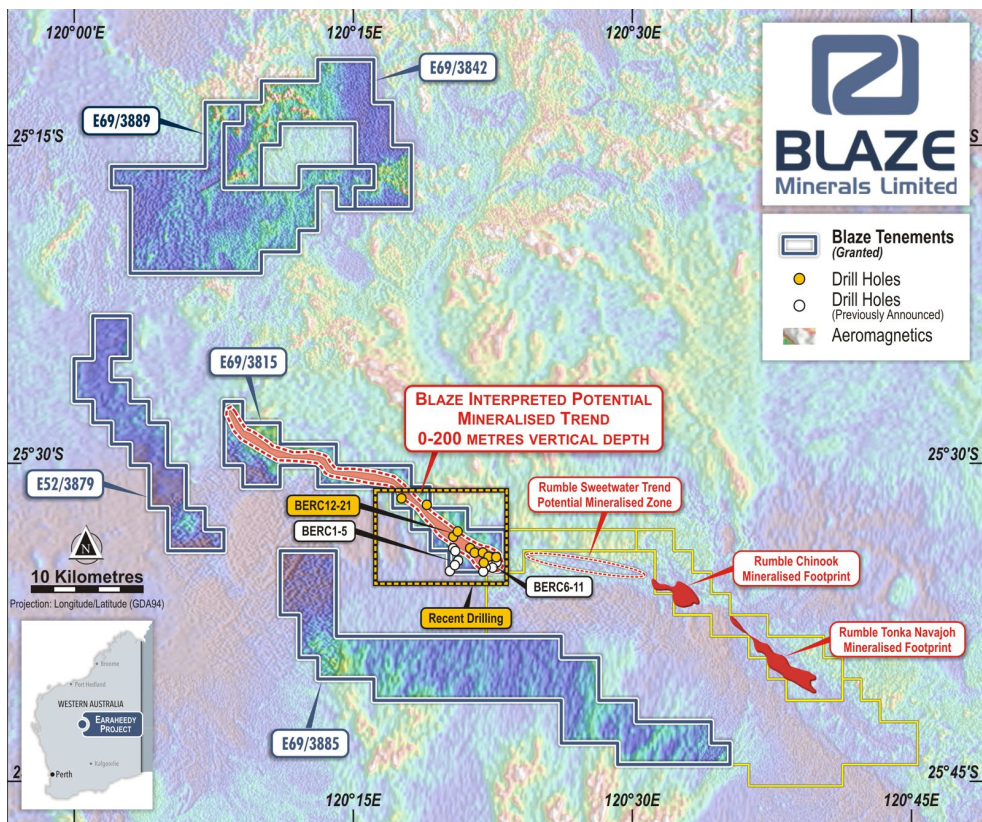 120°00'E
120°15'E
120°30'E
E69/3842
E69/3889
25°15'S
25°15'S
BLAZE
Minerals Limited
Blaze Tenements
(Granted)
Drill Holes
Drill Holes
(Previously Announced)
Aeromagnetics
E69/3815
BLAZE INTERPRETED POTENTIAL
MINERALISED TREND
0-200 METRES VERTICAL DEPTH
25°30'S
25°30'S
E52/3879
Rumble Sweetwater Trend
Potential Mineralised Zone
BERC12-21
BERC1-5
N
10 Kilometres
Projection: Longitude/Latitude (GDA94)
BERC6-11
Rumble Chinook
Mineralised Footprint
Recent Drilling
Rumble Tonka Navajoh
Mineralised Footprint
Broome
Port Hedland
WESTERN AUSTRALIA
EARAHEEDY
PROJECT
Kalgoorlie
Perth
E69/3885
2
25°45'S
120°15'E
120°30'E
120°45'E